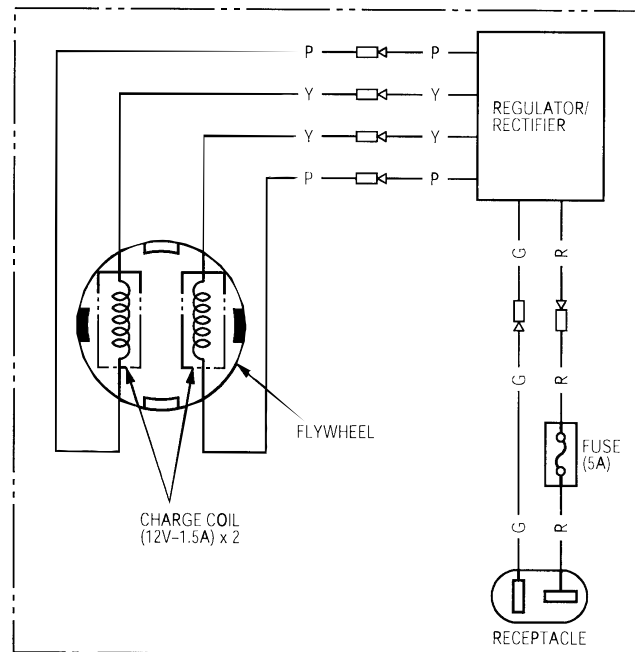 P P
Y Y
Y Y
P P
REGULATOR/
RECTIFIER
G R
G R
FLYWHEEL
FUSE
(5A)
CHARGE COIL
(12V–1.5A) x 2
G R
RECEPTACLE